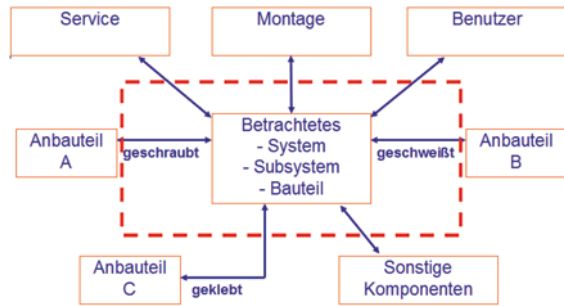 Service
Montage
Benutzer
Anbauteil
A
geschraubt
Betrachtetes
- System
- Subsystem
- Bauteil
geschweißt
Anbauteil
B
Anbauteil
C
geklebt
Sonstige
Komponenten